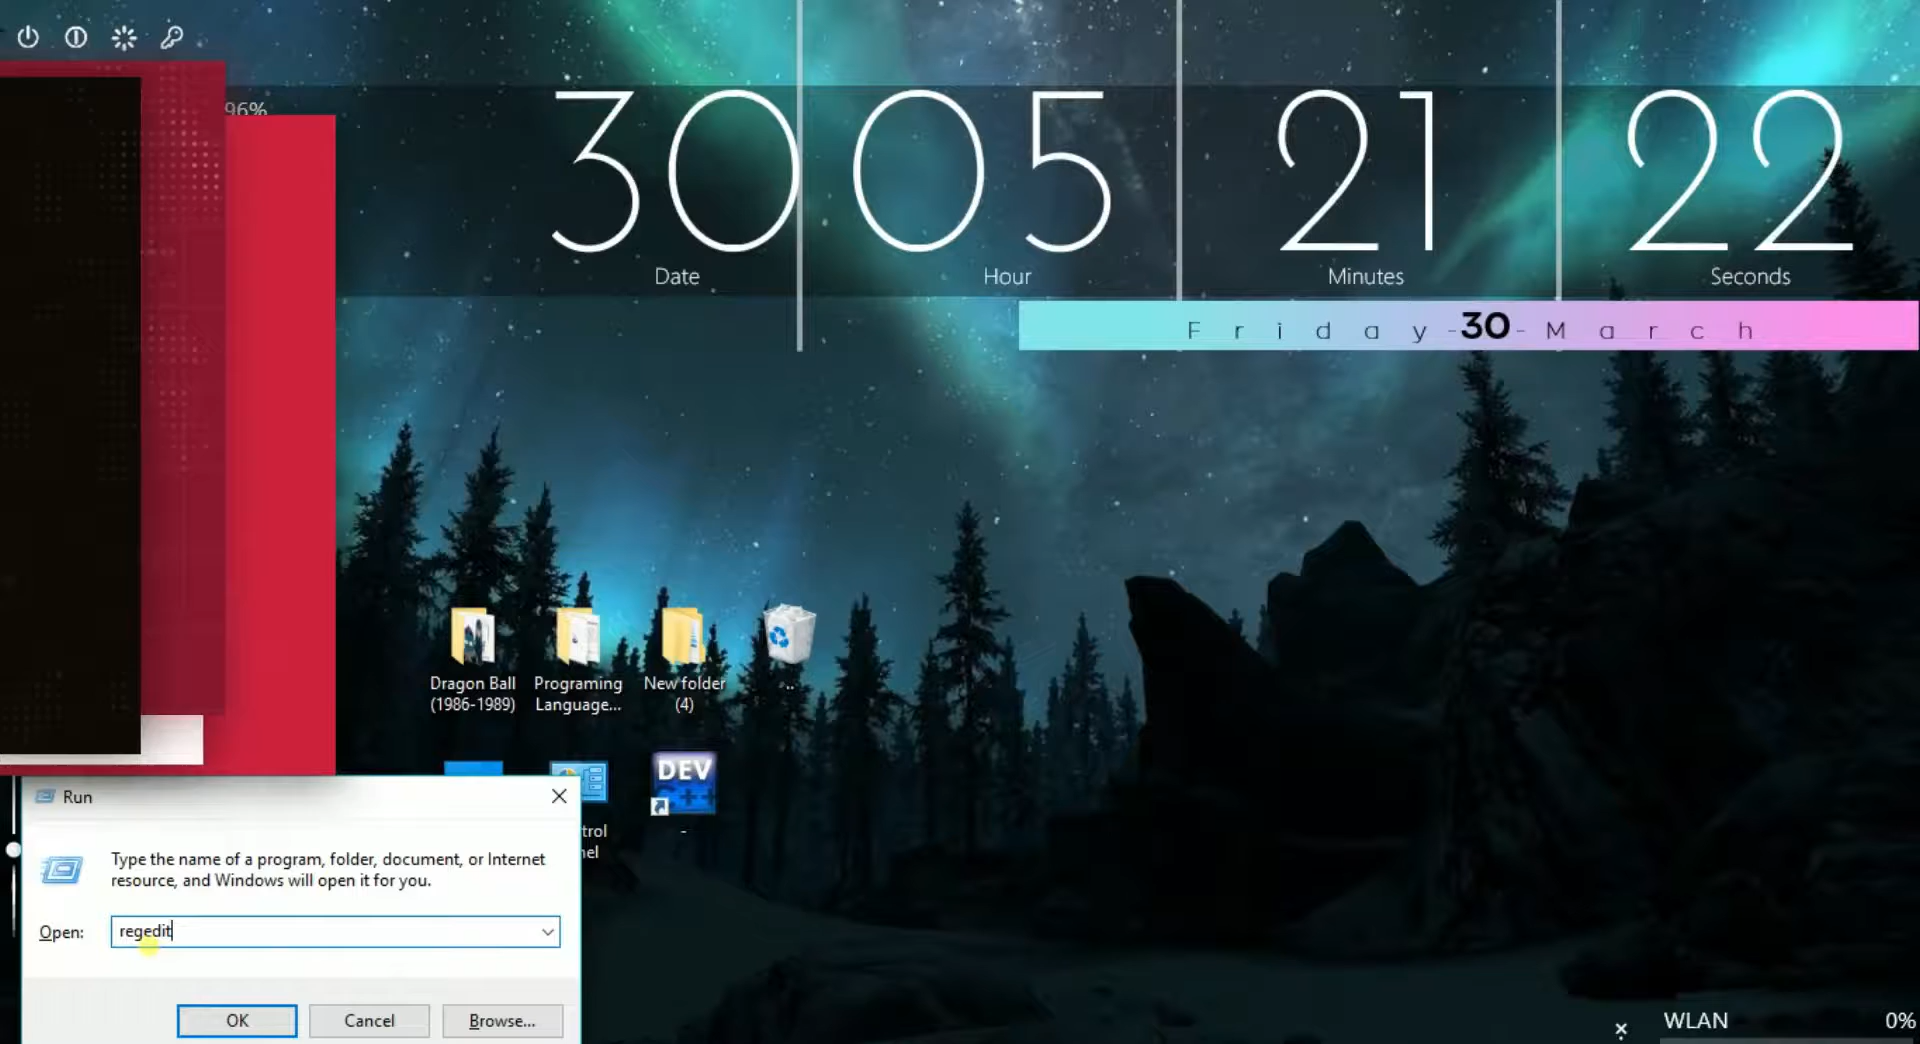 96%
30 05 21 22
Date Hour Minutes Seconds
Friday-30-March
Dragon Ball
(1986-1989)
Programing
Language...
New folder
(4)
..
DEV
C++
-
trol
nel
Run
Type the name of a program, folder, document, or Internet
resource, and Windows will open it for you.
Open: regedit
OK Cancel Browse...
WLAN 0%